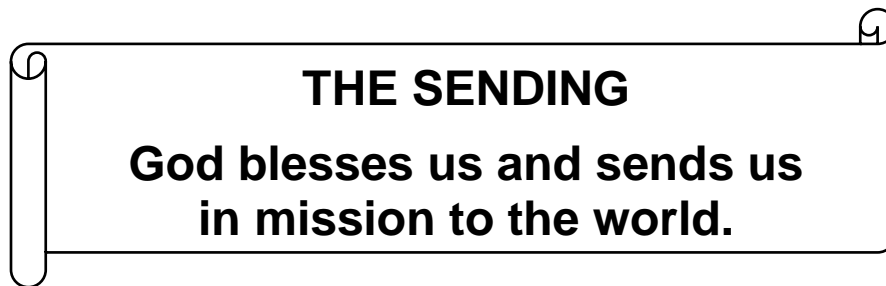 THE SENDING
God blesses us and sends us
in mission to the world.